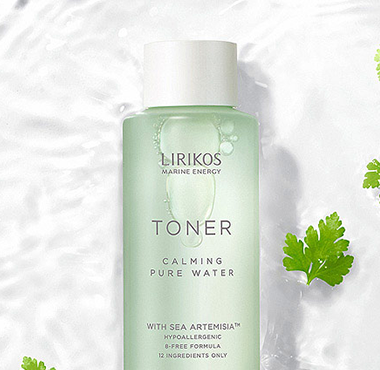 LIRIKOS
MARINE ENERGY
TONER
CALMING
PURE WATER
WITH SEA ARTEMISIA™
HYPOALLERGENIC
8-FREE FORMULA
12 INGREDIENTS ONLY